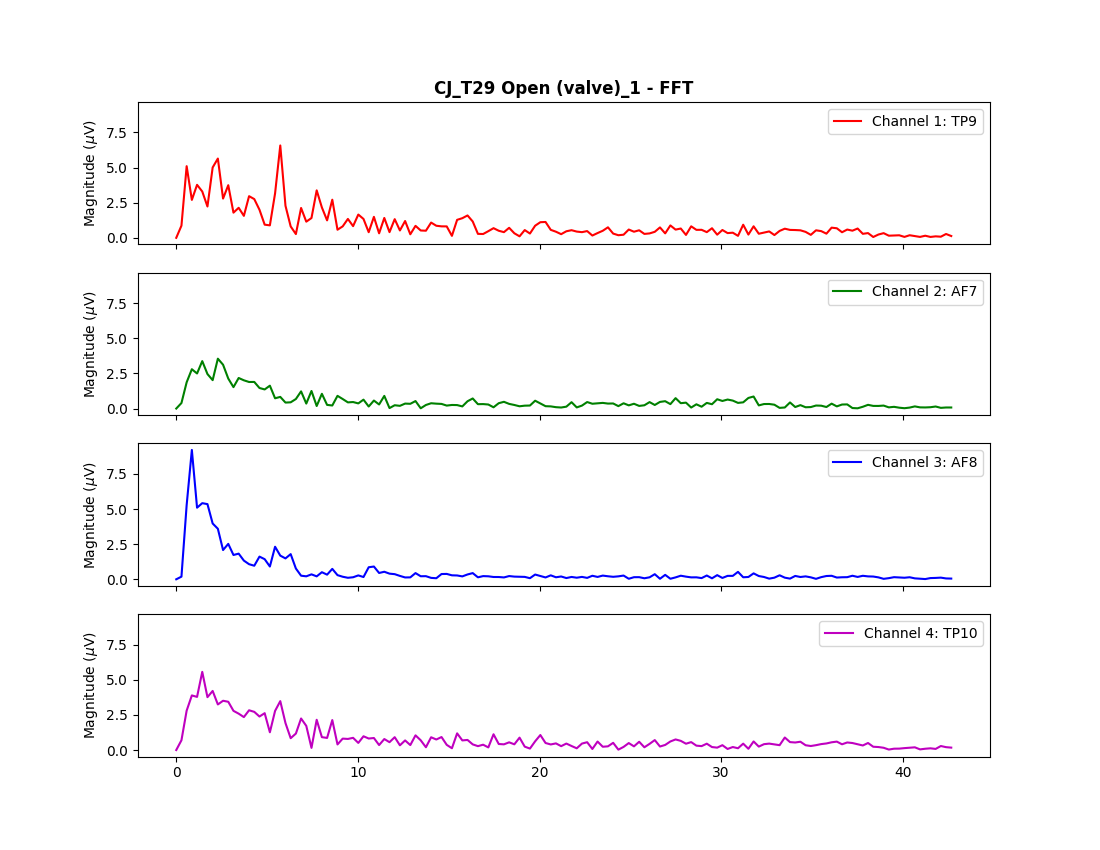 CJ_T29 Open (valve)_1 - FFT
Magnitude (μV)
7.5
5.0
2.5
0.0
Channel 1: TP9
Magnitude (μV)
7.5
5.0
2.5
0.0
Channel 2: AF7
Magnitude (μV)
7.5
5.0
2.5
0.0
Channel 3: AF8
Magnitude (μV)
7.5
5.0
2.5
0.0
Channel 4: TP10
0 10 20 30 40